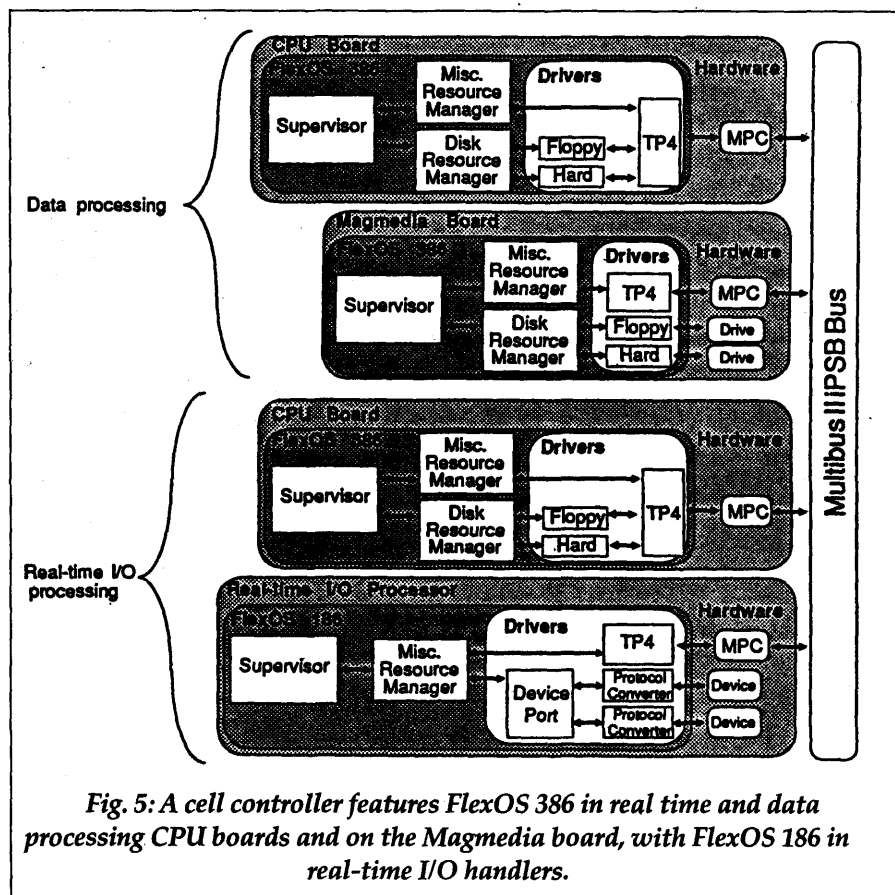 CPU Board
FlexOS 386
Misc.
Resource
Manager
Drivers
Hardware
Supervisor
Disk
Resource
Manager
Floppy
Hard
TP4
MPC
Data processing
Magmedia Board
FlexOS 386
Misc.
Resource
Manager
Drivers
Hardware
Supervisor
TP4
MPC
Disk
Resource
Manager
Floppy
Drive
Hard
Drive
Multibus II iPSB Bus
CPU Board
FlexOS 386
Misc.
Resource
Manager
Drivers
Hardware
Supervisor
Disk
Resource
Manager
Floppy
Hard
TP4
MPC
Real-time I/O
processing
Real-time I/O Processor
FlexOS 186
Drivers
Hardware
Supervisor
Misc.
Resource
Manager
TP4
MPC
Device
Port
Protocol
Converter
Device
Protocol
Converter
Device
Fig. 5: A cell controller features FlexOS 386 in real time and data
processing CPU boards and on the Magmedia board, with FlexOS 186 in
real-time I/O handlers.